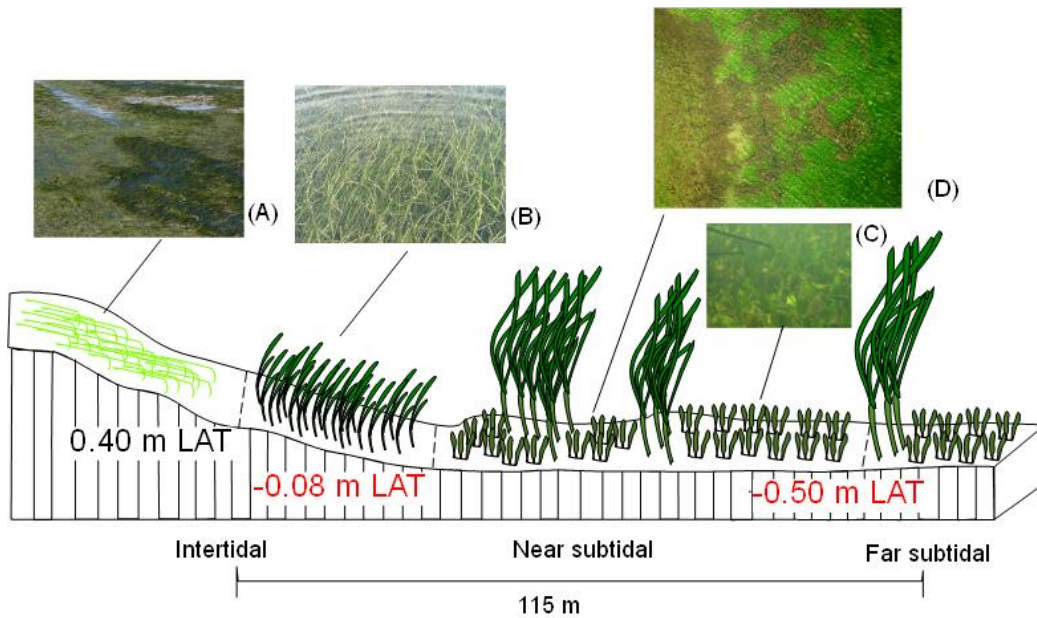 (A)
(B)
(D)
(C)
0.40 m LAT
-0.08 m LAT
-0.50 m LAT
Intertidal
Near subtidal
Far subtidal
115 m